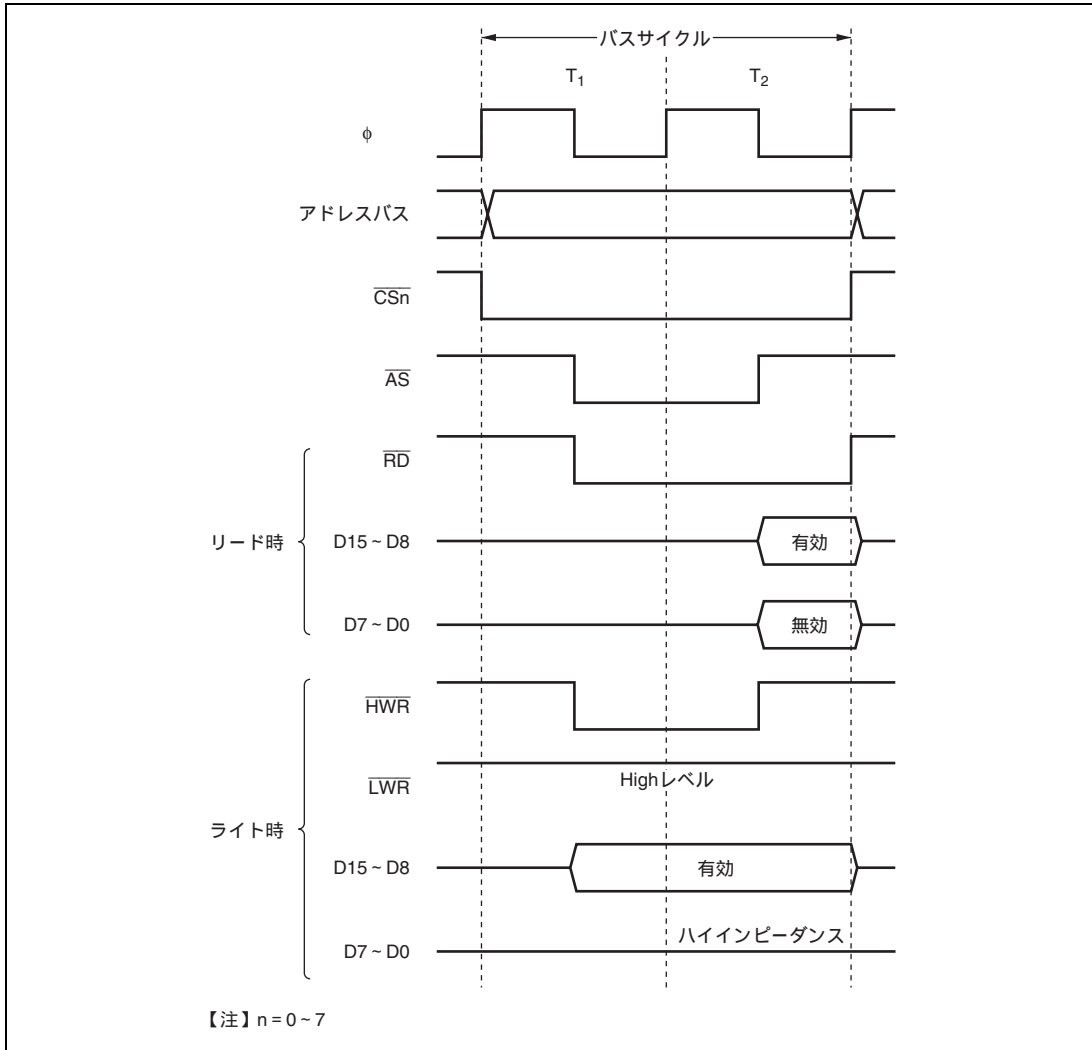 バスサイクル
T1 T2
φ
アドレスバス
CSn
AS
RD
リード時
D15~D8 有効
D7~D0 無効
HWR
LWR Highレベル
ライト時
D15~D8 有効
D7~D0 ハイインピーダンス
【注】n=0~7